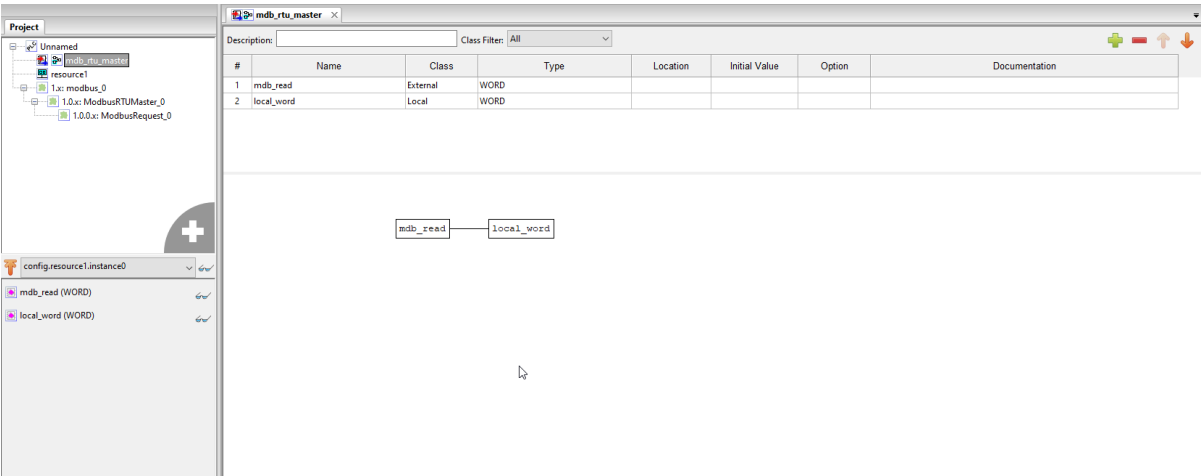 Project
Unnamed
mdb_rtu_master
resource1
1.x: modbus_0
1.0.x: ModbusRTUMaster_0
1.0.0.x: ModbusRequest_0
config.resource1.instance0
mdb_read (WORD)
local_word (WORD)
mdb_rtu_master
Description: Class Filter: All
# Name Class Type Location Initial Value Option Documentation
1 mdb_read External WORD
2 local_word Local WORD
mdb_read local_word